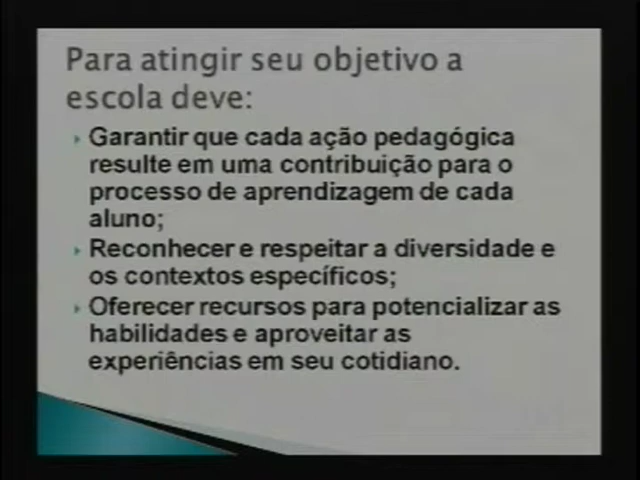 Para atingir seu objetivo a
escola deve:
Garantir que cada ação pedagógica
resulte em uma contribuição para o
processo de aprendizagem de cada
aluno;
Reconhecer e respeitar a diversidade e
os contextos específicos;
Oferecer recursos para potencializar as
habilidades e aproveitar as
experiências em seu cotidiano.